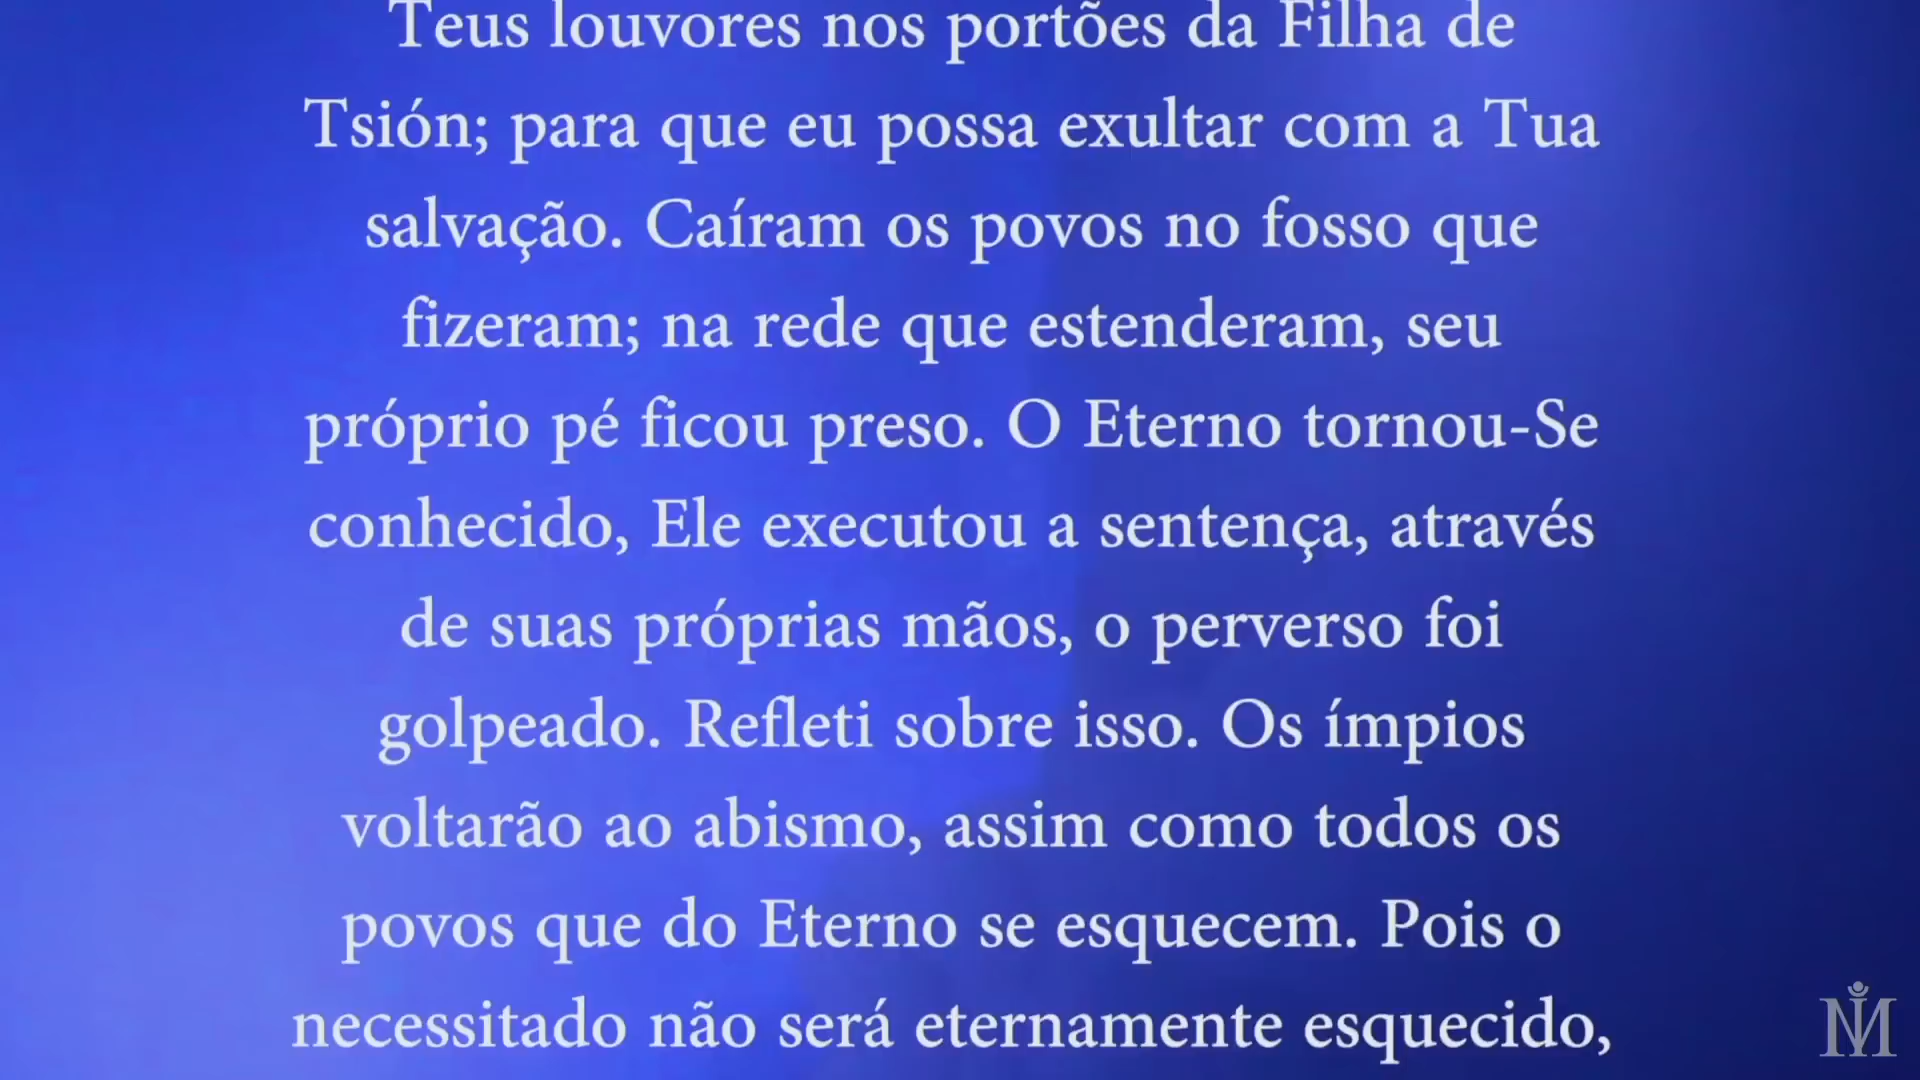 Teus louvores nos portões da Filha de
Tsión; para que eu possa exultar com a Tua
salvação. Caíram os povos no fosso que
fizeram; na rede que estenderam, seu
próprio pé ficou preso. O Eterno tornou-Se
conhecido, Ele executou a sentença, através
de suas próprias mãos, o perverso foi
golpeado. Refleti sobre isso. Os ímpios
voltarão ao abismo, assim como todos os
povos que do Eterno se esquecem. Pois o
necessitado não será eternamente esquecido,